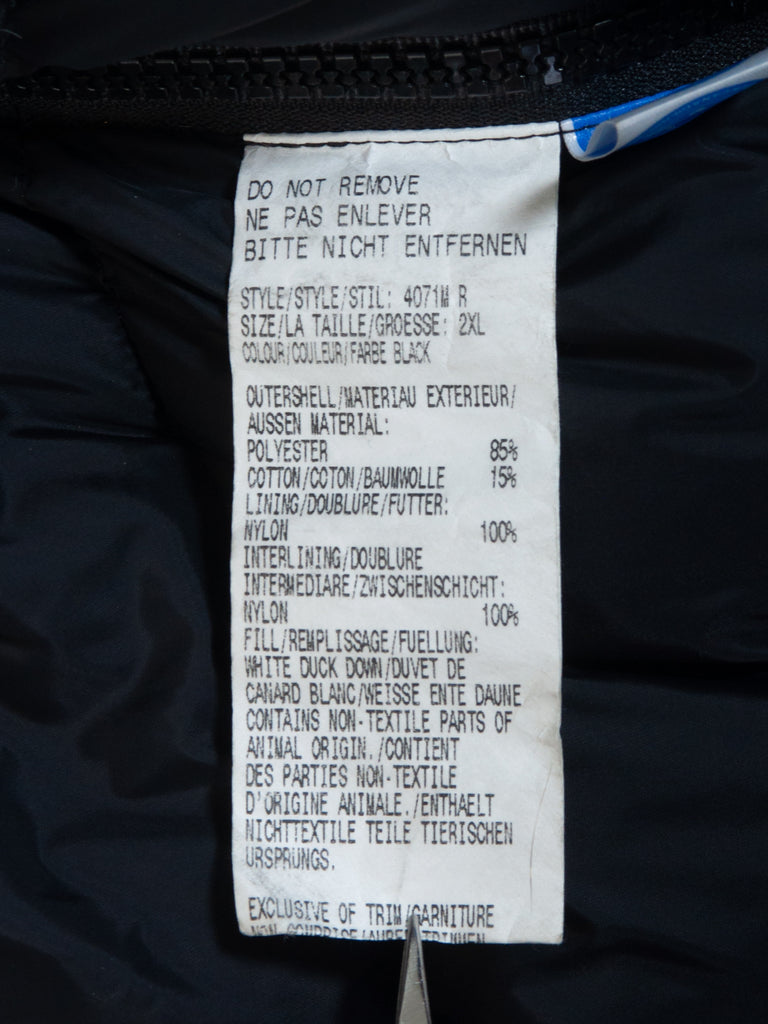 DO NOT REMOVE
NE PAS ENLEVER
BITTE NICHT ENTFERNEN
STYLE/STYLE/STIL: 4071M R
SIZE/LA TAILLE/GROESSE: 2XL
COLOUR/COULEUR/FARBE BLACK
OUTERSHELL/MATERIAU EXTERIEUR/
AUSSEN MATERIAL:
POLYESTER 85%
COTTON/COTON/BAUMWOLLE 15%
LINING/DOUBLURE/FUTTER:
NYLON 100%
INTERLINING/DOUBLURE
INTERMEDIARE/ZWISCHENSCHICHT:
NYLON 100%
FILL/REMPLISSAGE/FUELLUNG:
WHITE DUCK DOWN/DUVET DE
CANARD BLANC/WEISSE ENTE DAUNE
CONTAINS NON-TEXTILE PARTS OF
ANIMAL ORIGIN./CONTIENT
DES PARTIES NON-TEXTILE
D'ORIGINE ANIMALE./ENTHAELT
NICHTTEXTILE TEILE TIERISCHEN
URSPRUNGS.
EXCLUSIVE OF TRIM/GARNITURE
NON COMPRISE